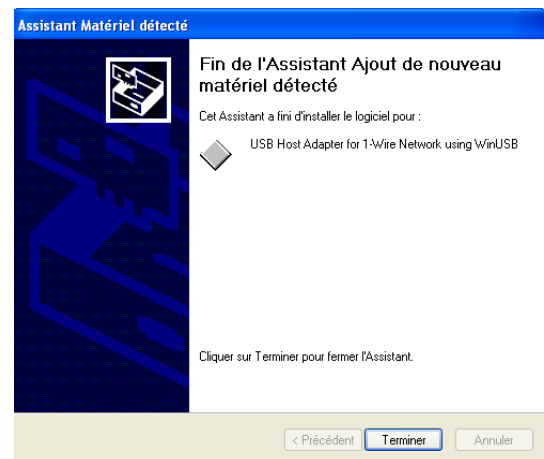 Assistant Matériel détecté
Fin de l'Assistant Ajout de nouveau
matériel détecté
Cet Assistant a fini d'installer le logiciel pour :
USB Host Adapter for 1-Wire Network using WinUSB
Cliquer sur Terminer pour fermer l'Assistant.
< Précédent Terminer Annuler